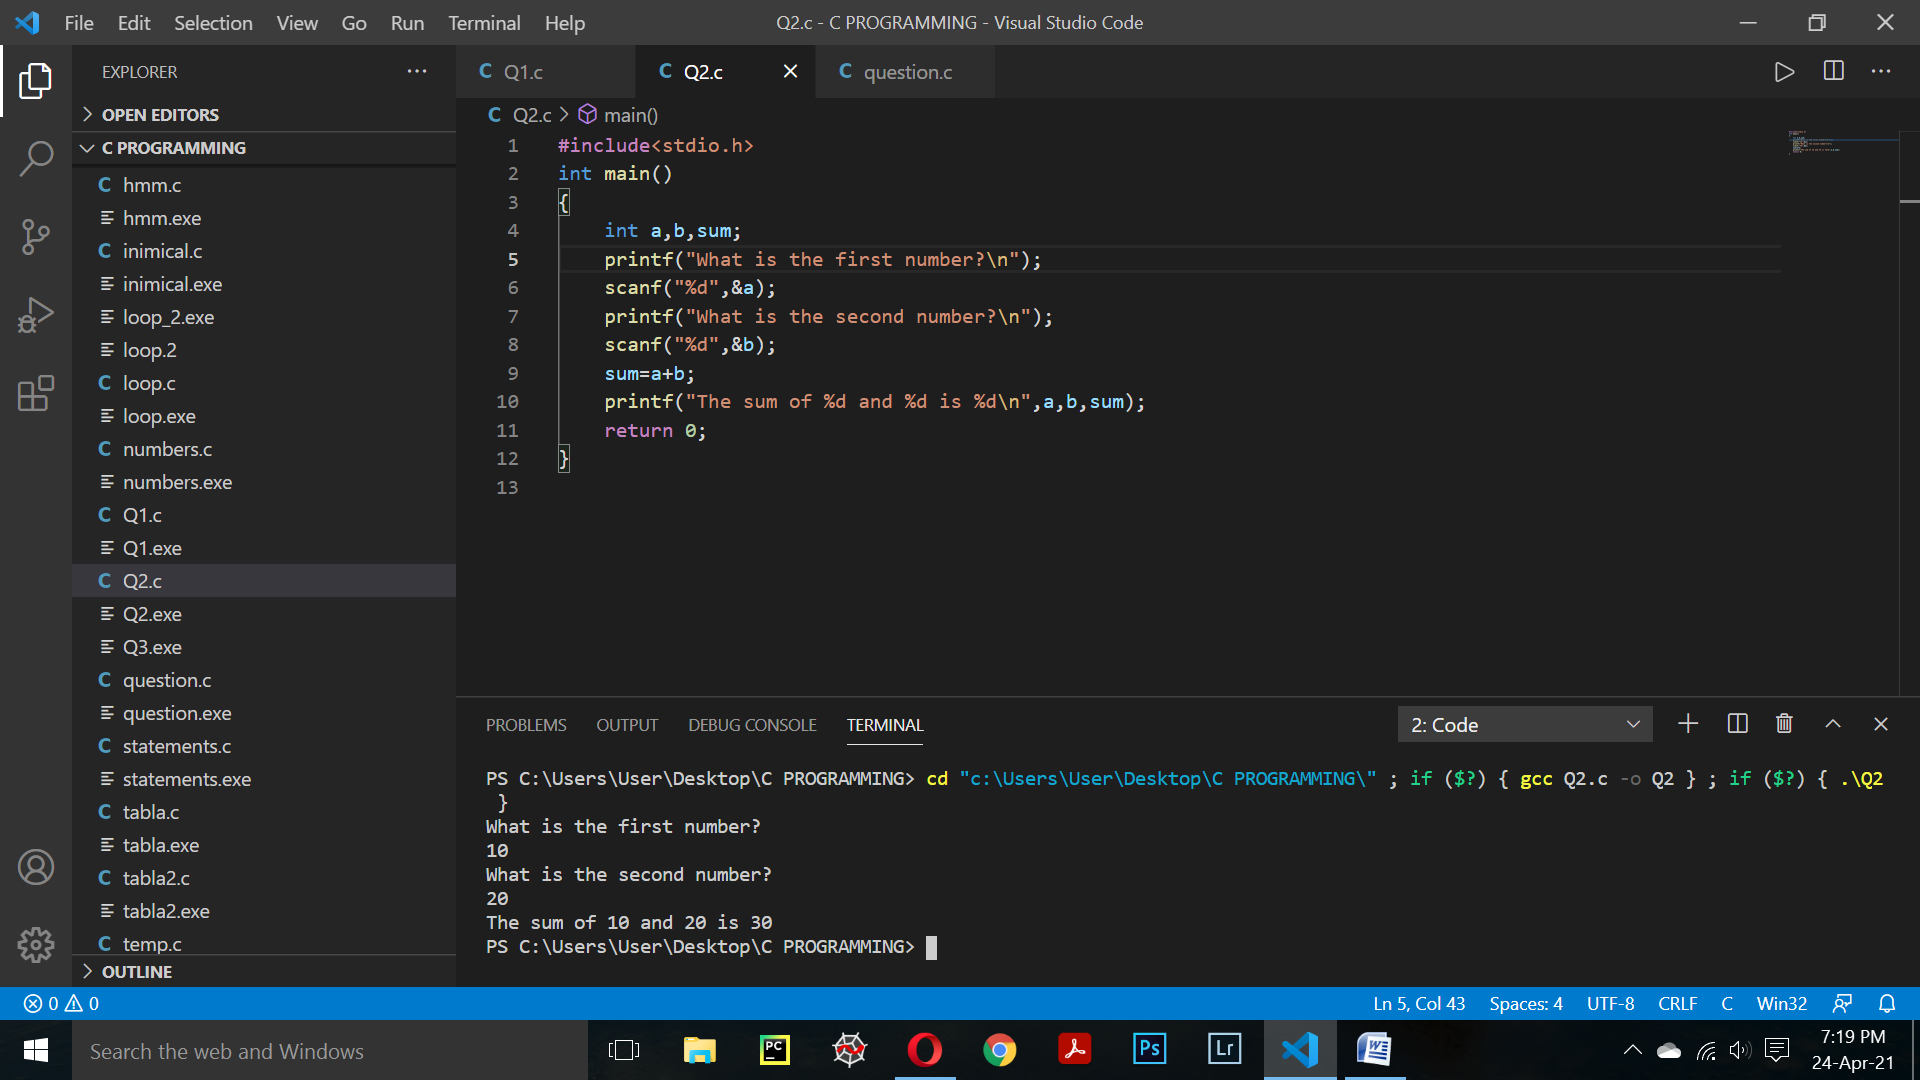 File Edit Selection View Go Run Terminal Help
Q2.c - C PROGRAMMING - Visual Studio Code
EXPLORER
OPEN EDITORS
C PROGRAMMING
C hmm.c
hmm.exe
C inimical.c
inimical.exe
loop_2.exe
loop.2
C loop.c
loop.exe
C numbers.c
numbers.exe
C Q1.c
Q1.exe
C Q2.c
Q2.exe
Q3.exe
C question.c
question.exe
C statements.c
statements.exe
C tabla.c
tabla.exe
C tabla2.c
tabla2.exe
C temp.c
OUTLINE
C Q1.c
C Q2.c
C question.c
C Q2.c > main()
1 #include<stdio.h>
2 int main()
3 {
4 int a,b,sum;
5 printf("What is the first number?\n");
6 scanf("%d",&a);
7 printf("What is the second number?\n");
8 scanf("%d",&b);
9 sum=a+b;
10 printf("The sum of %d and %d is %d\n",a,b,sum);
11 return 0;
12 }
13
PROBLEMS OUTPUT DEBUG CONSOLE TERMINAL
2: Code
PS C:\Users\User\Desktop\C PROGRAMMING> cd "c:\Users\User\Desktop\C PROGRAMMING\" ; if ($?) { gcc Q2.c -o Q2 } ; if ($?) { .\Q2
}
What is the first number?
10
What is the second number?
20
The sum of 10 and 20 is 30
PS C:\Users\User\Desktop\C PROGRAMMING>
0 0
Ln 5, Col 43 Spaces: 4 UTF-8 CRLF C Win32
Search the web and Windows
PC
Ps
Lr
7:19 PM
24-Apr-21